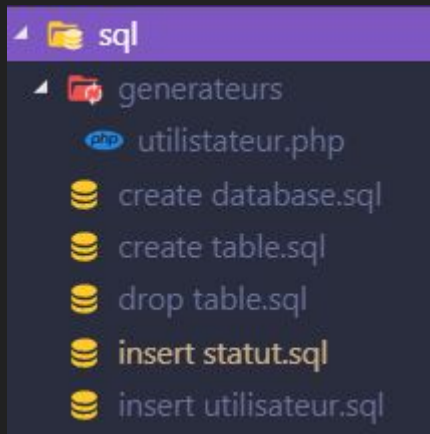 sql
generateurs
php utilistateur.php
create database.sql
create table.sql
drop table.sql
insert statut.sql
insert utilisateur.sql